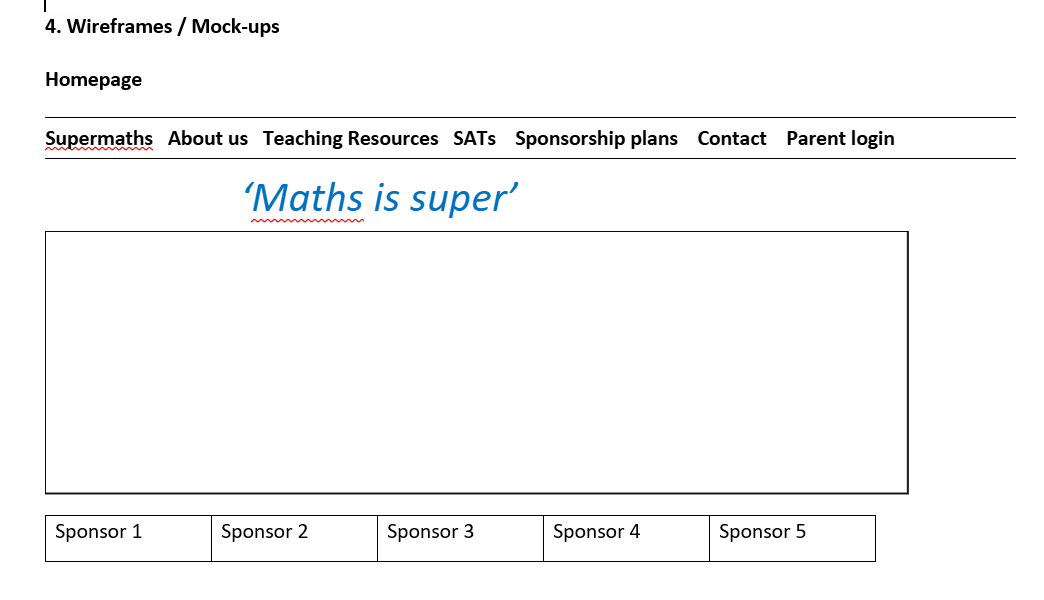 4. Wireframes / Mock-ups
Homepage
Supermaths About us Teaching Resources SATs Sponsorship plans Contact Parent login
‘Maths is super’
Sponsor 1 Sponsor 2 Sponsor 3 Sponsor 4 Sponsor 5